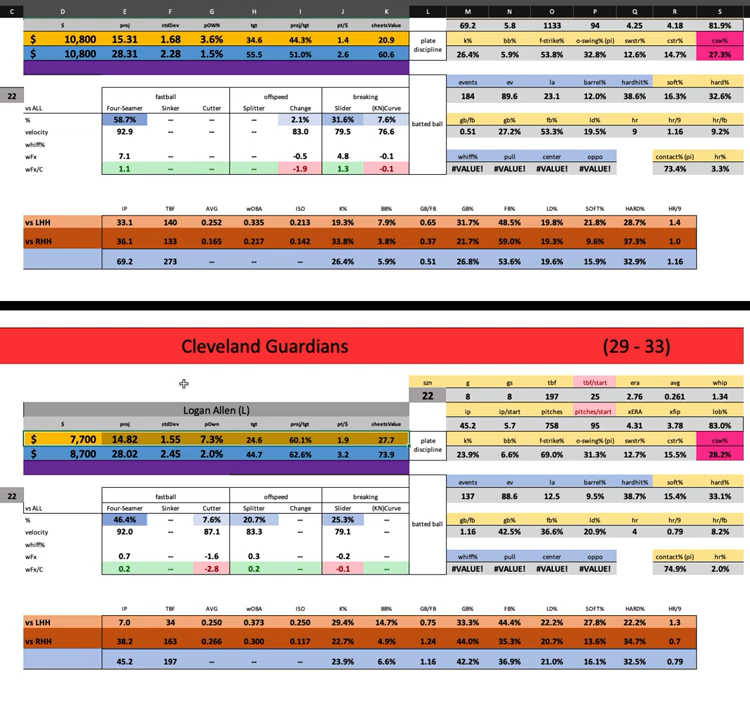 C D E F G H I J K L M N O P Q R S
$ proj stdDev pOWN tgt proj/tgt pt/$ sheetsValue 69.2 5.8 1133 94 4.25 4.18 81.9%
$ 10,800 15.31 1.68 3.6% 34.6 44.3% 1.4 20.9 plate discipline k% bb% f-strike% o-swing% (pi) swstr% cstr% csw%
$ 10,800 28.31 2.28 1.5% 55.5 51.0% 2.6 60.6 26.4% 5.9% 53.8% 32.8% 12.6% 14.7% 27.3%
events ev la barrel% hardhit% soft% hard%
22 fastball offspeed breaking 184 89.6 23.1 12.0% 38.6% 16.3% 32.6%
vs ALL Four-Seamer Sinker Cutter Splitter Change Slider (KN)Curve
% 58.7% -- -- -- 2.1% 31.6% 7.6% batted ball gb/fb gb% fb% ld% hr hr/9 hr/fb
velocity 92.9 -- -- -- 83.0 79.5 76.6 0.51 27.2% 53.3% 19.5% 9 1.16 9.2%
whiff%
wFx 7.1 -- -- -- -0.5 4.8 -0.1 whiff% pull center oppo contact% (pi) hr%
wFx/C 1.1 -- -- -- -1.9 1.3 -0.1 #VALUE! #VALUE! #VALUE! #VALUE! 73.4% 3.3%
IP TBF AVG wOBA ISO K% BB% GB/FB GB% FB% LD% SOFT% HARD% HR/9
vs LHH 33.1 140 0.252 0.335 0.213 19.3% 7.9% 0.65 31.7% 48.5% 19.8% 21.8% 28.7% 1.4
vs RHH 36.1 133 0.165 0.217 0.142 33.8% 3.8% 0.37 21.7% 59.0% 19.3% 9.6% 37.3% 1.0
69.2 273 -- -- -- 26.4% 5.9% 0.51 26.8% 53.6% 19.6% 15.9% 32.9% 1.16
Cleveland Guardians (29 - 33)
szn g gs tbf tbf/start era avg whip
22 8 8 197 25 2.76 0.261 1.34
Logan Allen (L) ip ip/start pitches pitches/start xERA xfip lob%
$ proj stdDev pOwn tgt proj/tgt pt/$ sheetsValue 45.2 5.7 758 95 4.31 3.78 83.0%
$ 7,700 14.82 1.55 7.3% 24.6 60.1% 1.9 27.7 plate discipline k% bb% f-strike% o-swing% (pi) swstr% cstr% csw%
$ 8,700 28.02 2.45 2.0% 44.7 62.6% 3.2 73.9 23.9% 6.6% 69.0% 31.3% 12.7% 15.5% 28.2%
events ev la barrel% hardhit% soft% hard%
22 fastball offspeed breaking 137 88.6 12.5 9.5% 38.7% 15.4% 33.1%
vs ALL Four-Seamer Sinker Cutter Splitter Change Slider (KN)Curve
% 46.4% -- 7.6% 20.7% -- 25.3% -- batted ball gb/fb gb% fb% ld% hr hr/9 hr/fb
velocity 92.0 -- 87.1 83.3 -- 79.1 -- 1.16 42.5% 36.6% 20.9% 4 0.79 8.2%
whiff%
wFx 0.7 -- -1.6 0.3 -- -0.2 -- whiff% pull center oppo contact% (pi) hr%
wFx/C 0.2 -- -2.8 0.2 -- -0.1 -- #VALUE! #VALUE! #VALUE! #VALUE! 74.9% 2.0%
IP TBF AVG wOBA ISO K% BB% GB/FB GB% FB% LD% SOFT% HARD% HR/9
vs LHH 7.0 34 0.250 0.373 0.250 29.4% 14.7% 0.75 33.3% 44.4% 22.2% 27.8% 22.2% 1.3
vs RHH 38.2 163 0.266 0.300 0.117 22.7% 4.9% 1.24 44.0% 35.3% 20.7% 13.6% 34.7% 0.7
45.2 197 -- -- -- 23.9% 6.6% 1.16 42.2% 36.9% 21.0% 16.1% 32.5% 0.79